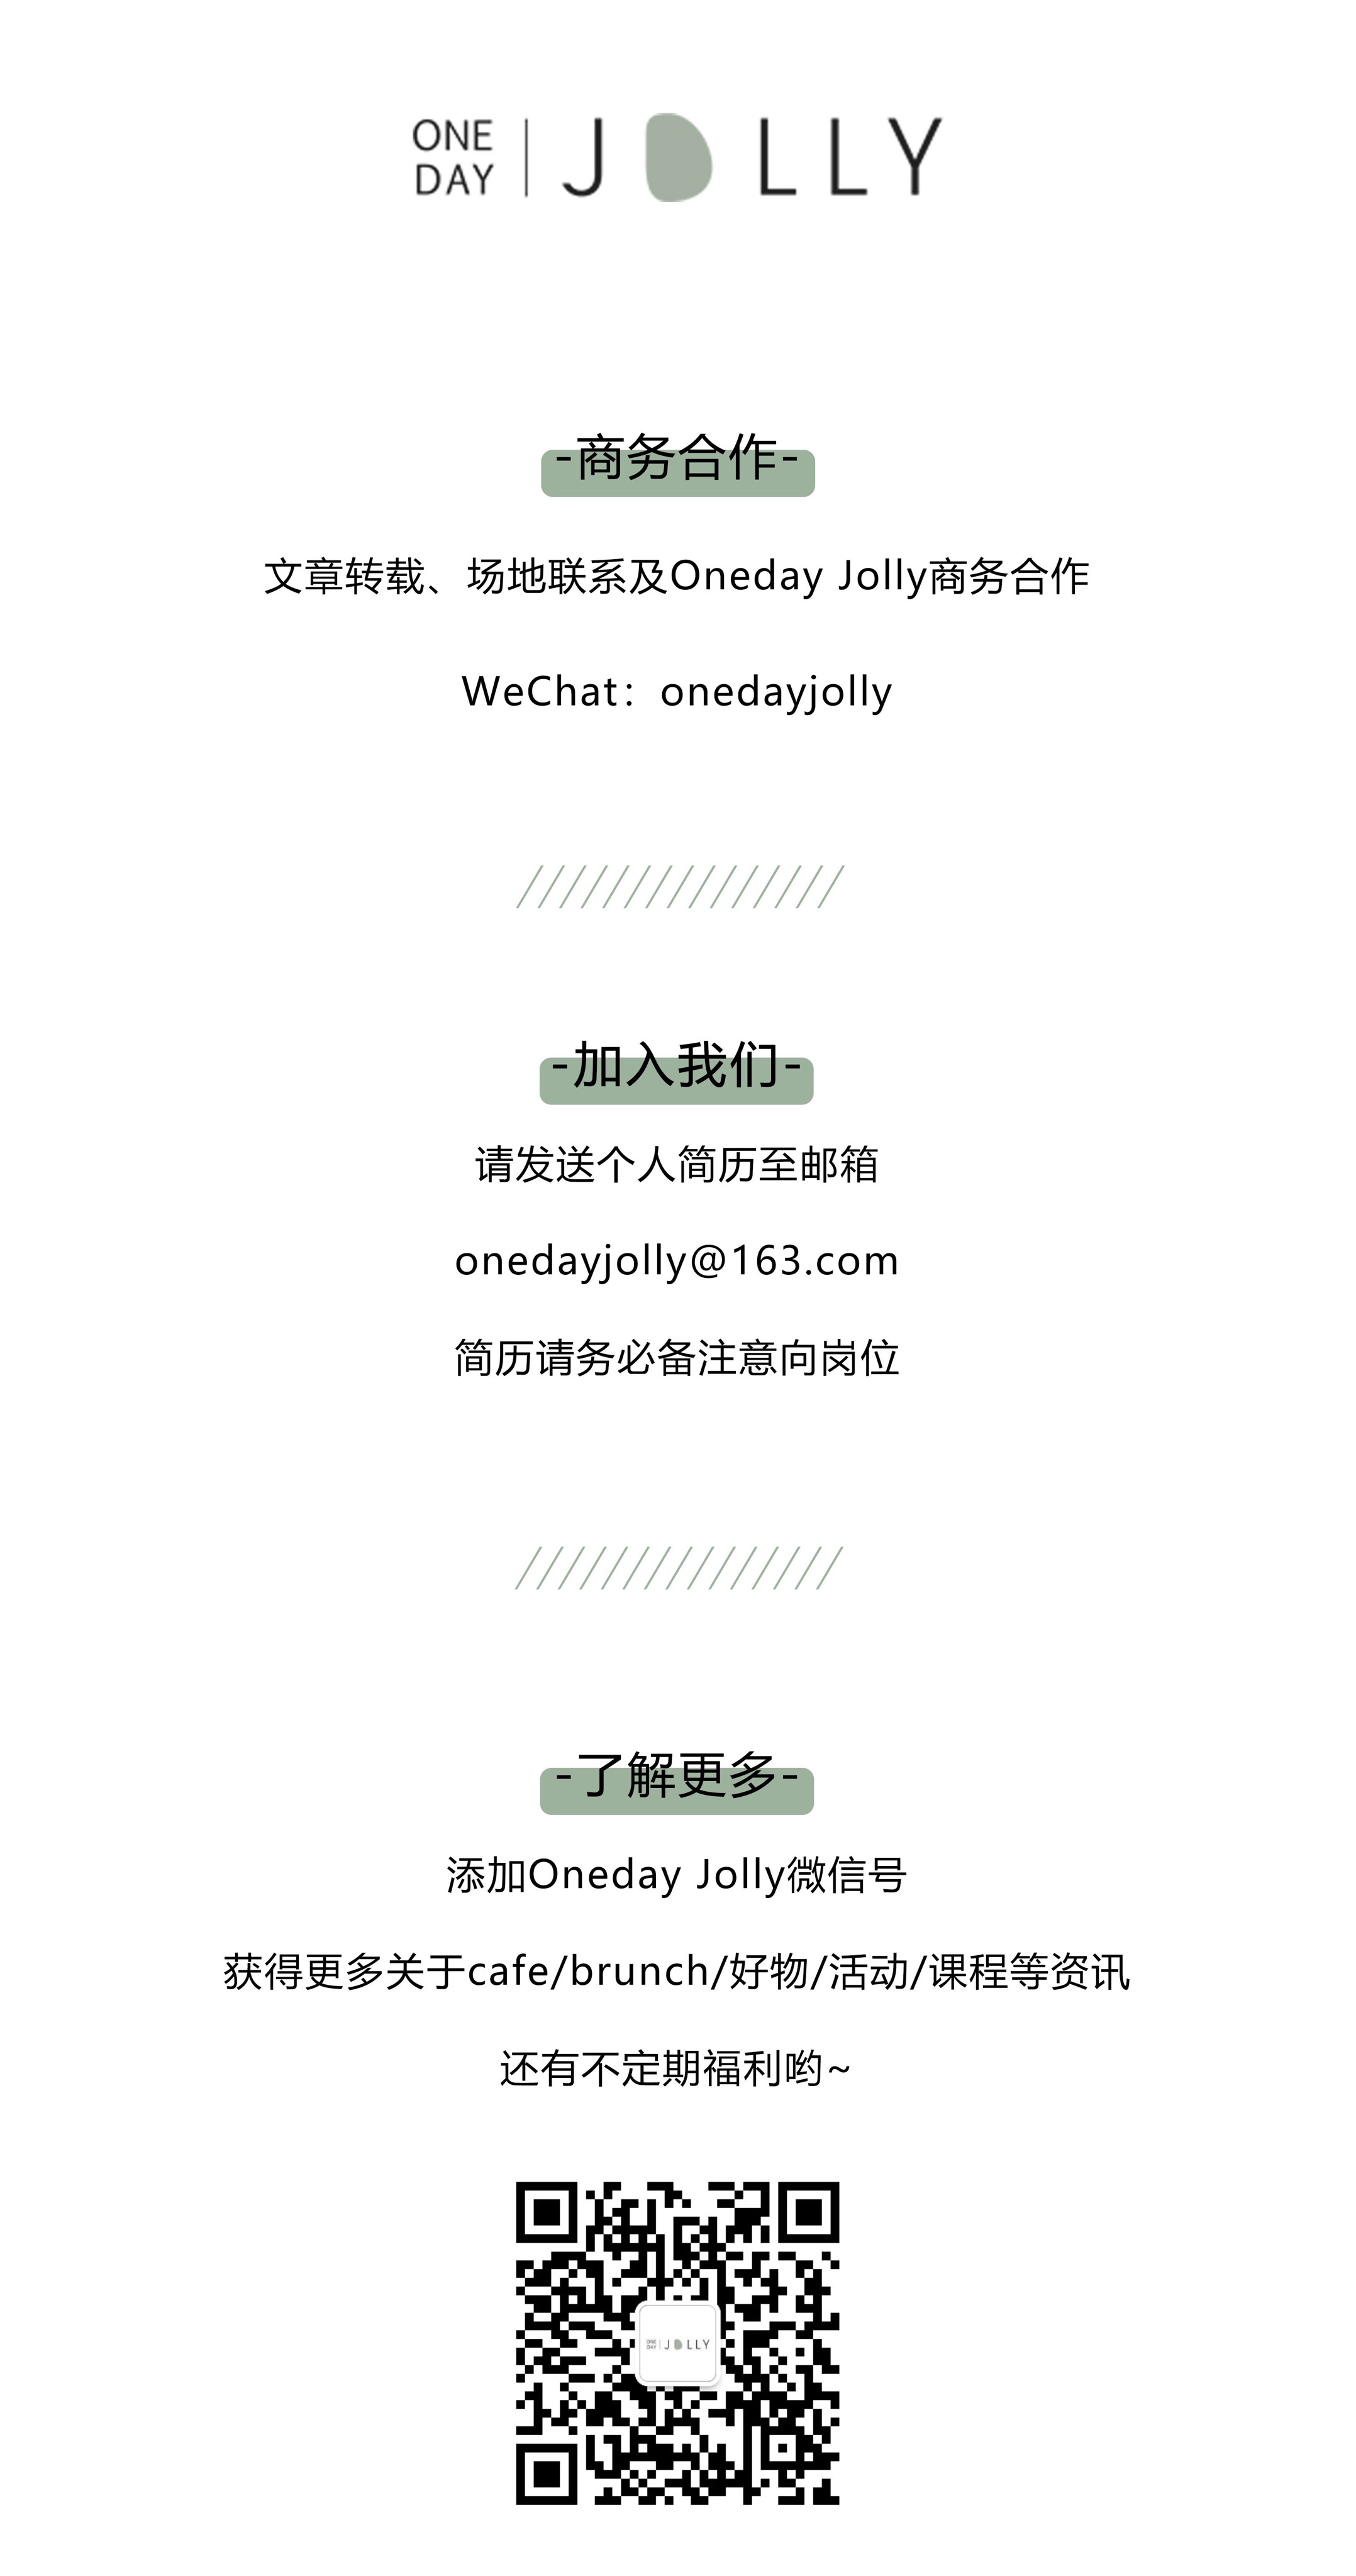 ONE
DAY
JOLLY
-商务合作-
文章转载、场地联系及Oneday Jolly商务合作
WeChat：onedayjolly
-加入我们-
请发送个人简历至邮箱
onedayjolly@163.com
简历请务必备注意向岗位
-了解更多-
添加Oneday Jolly微信号
获得更多关于cafe/brunch/好物/活动/课程等资讯
还有不定期福利哟~
ONE
DAY
JOLLY